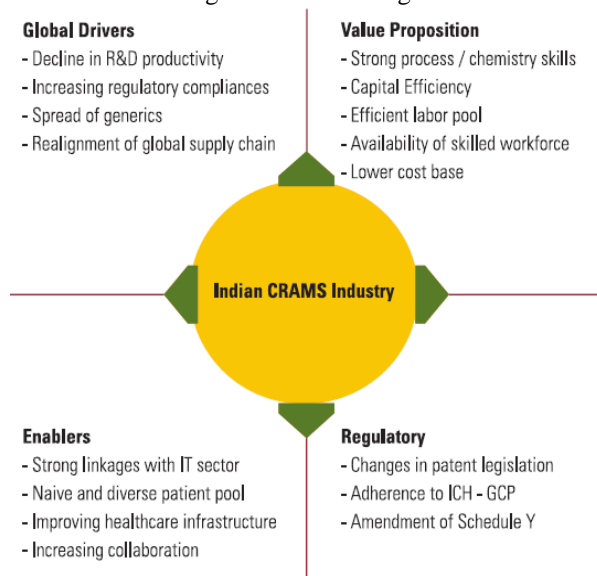 Global Drivers
- Decline in R&D productivity
- Increasing regulatory compliances
- Spread of generics
- Realignment of global supply chain
Value Proposition
- Strong process / chemistry skills
- Capital Efficiency
- Efficient labor pool
- Availability of skilled workforce
- Lower cost base
Indian CRAMS Industry
Enablers
- Strong linkages with IT sector
- Naive and diverse patient pool
- Improving healthcare infrastructure
- Increasing collaboration
Regulatory
- Changes in patent legislation
- Adherence to ICH - GCP
- Amendment of Schedule Y